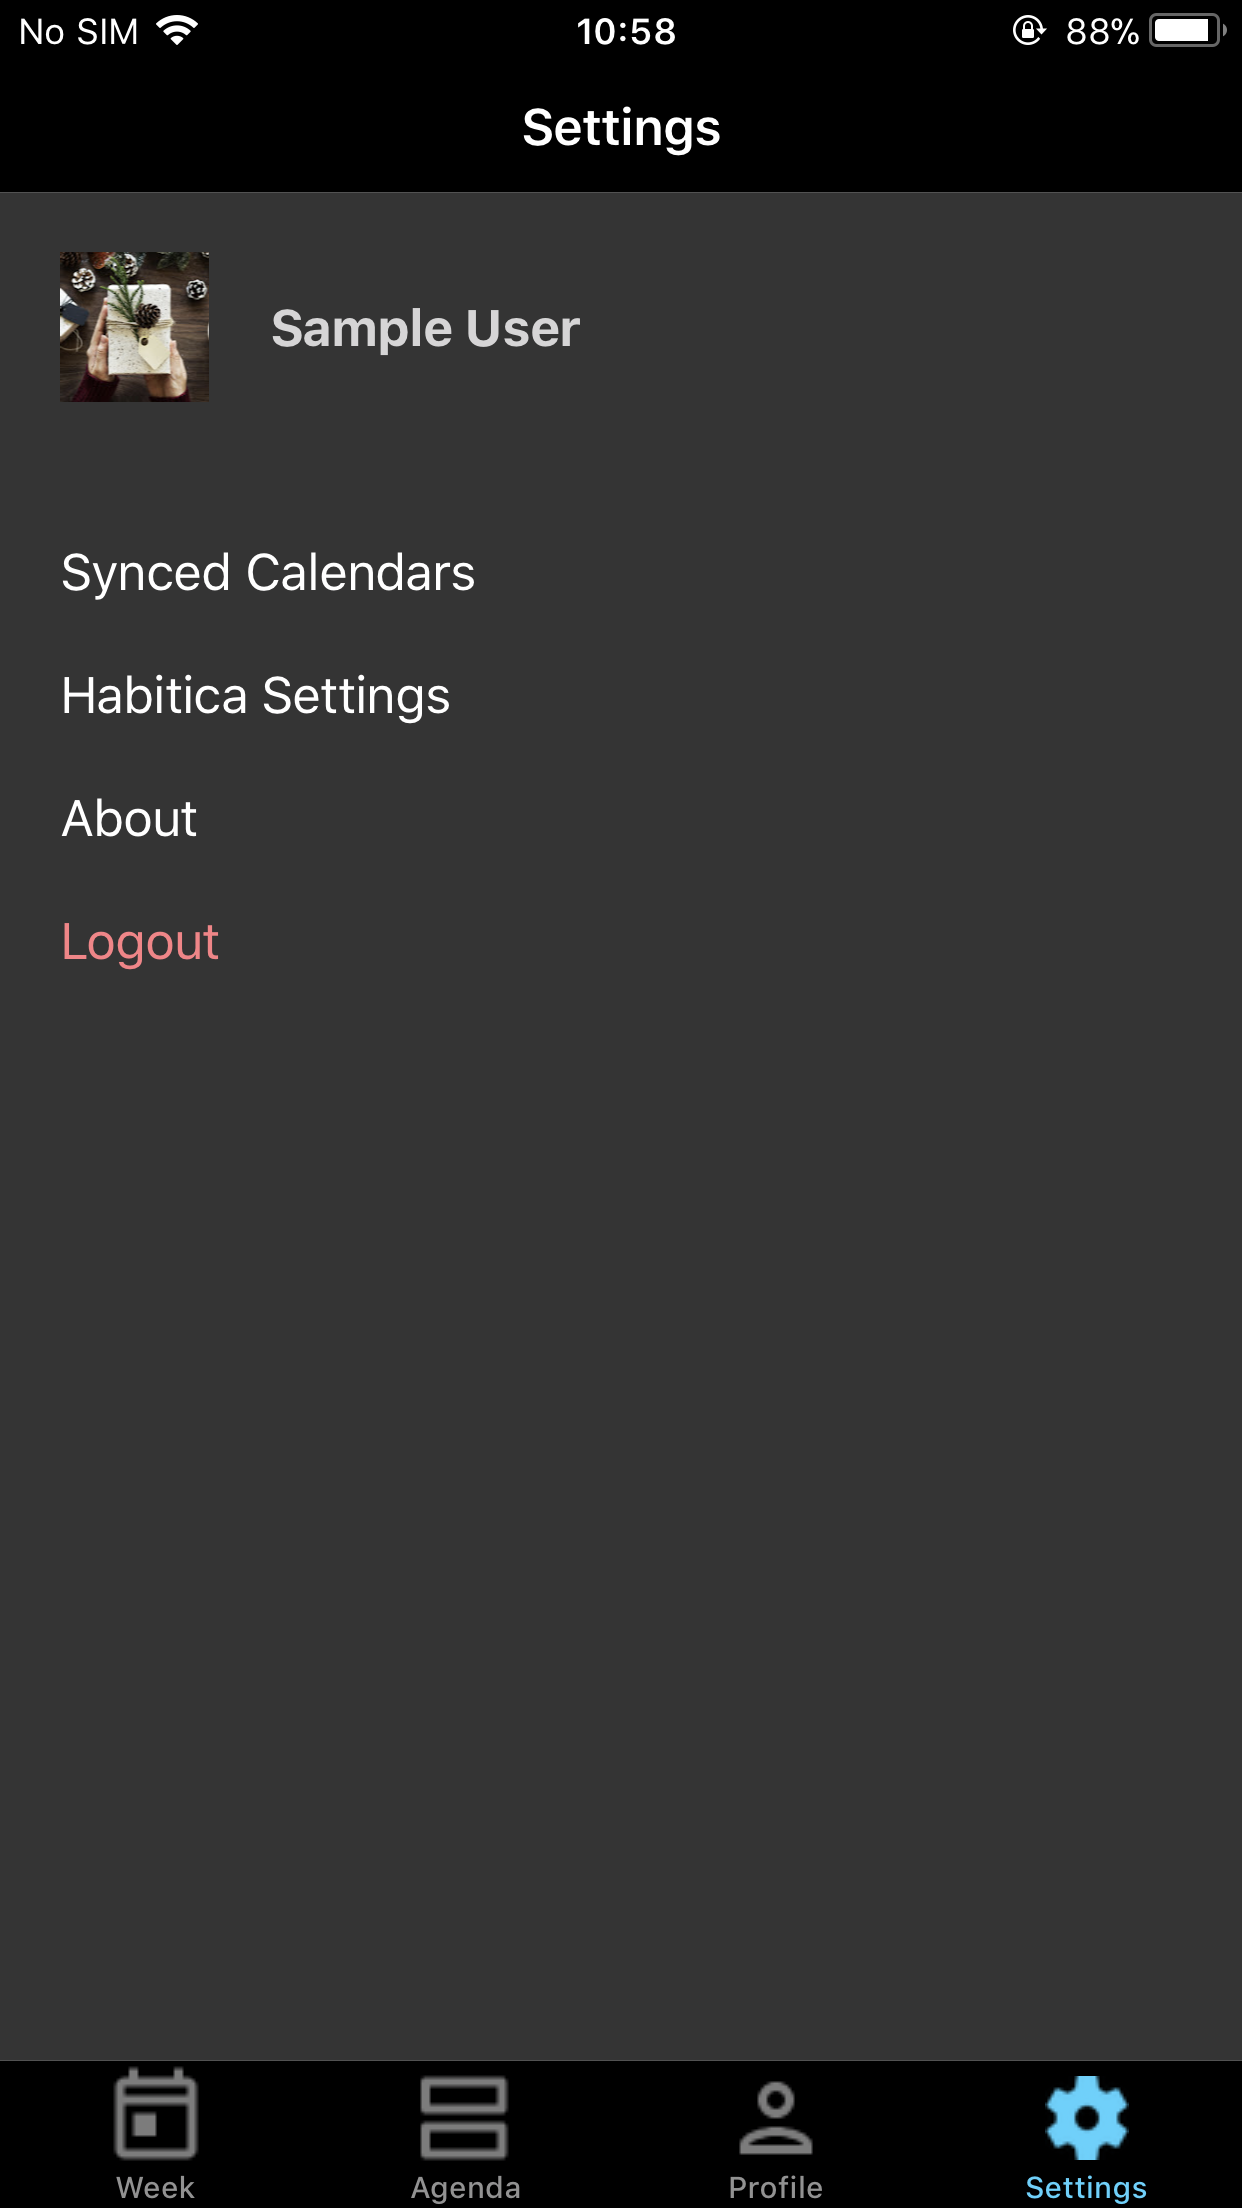 No SIM 10:58 88%
Settings
Sample User
Synced Calendars
Habitica Settings
About
Logout
Week Agenda Profile Settings